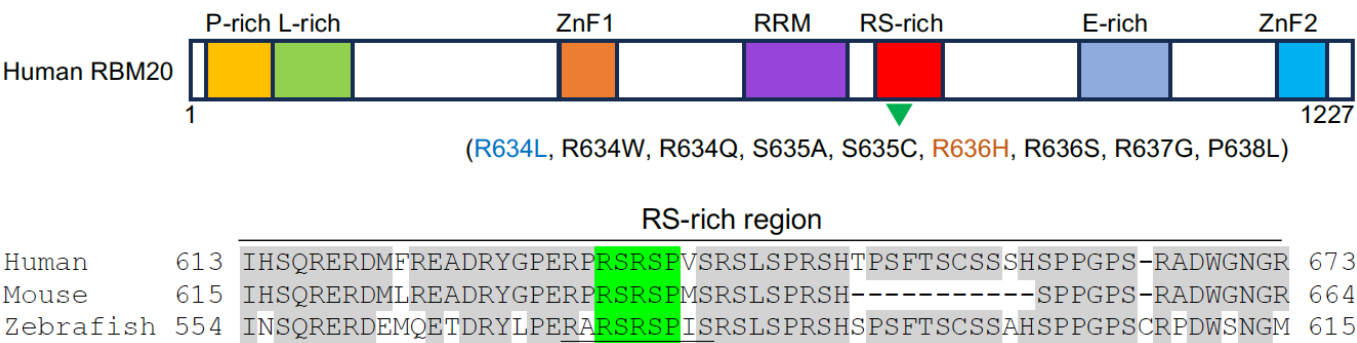 P-rich L-rich ZnF1 RRM RS-rich E-rich ZnF2
Human RBM20
1 1227
(R634L, R634W, R634Q, S635A, S635C, R636H, R636S, R637G, P638L)
RS-rich region
Human 613 IHSQRERDMFREADRYGPERPRSRSPVSRSLSPRSHTPSFTSCSSSHSPPGPS-RADWGNGR 673
Mouse 615 IHSQRERDMLREADRYGPERPRSRSPMSRSLSPRSH-----------SPPGPS-RADWGNGR 664
Zebrafish 554 INSQRERDEMQETDRYLPERARSRSPISRSLSPRSHSPSFTSCSSAHSPPGPSCRPDWSNGM 615